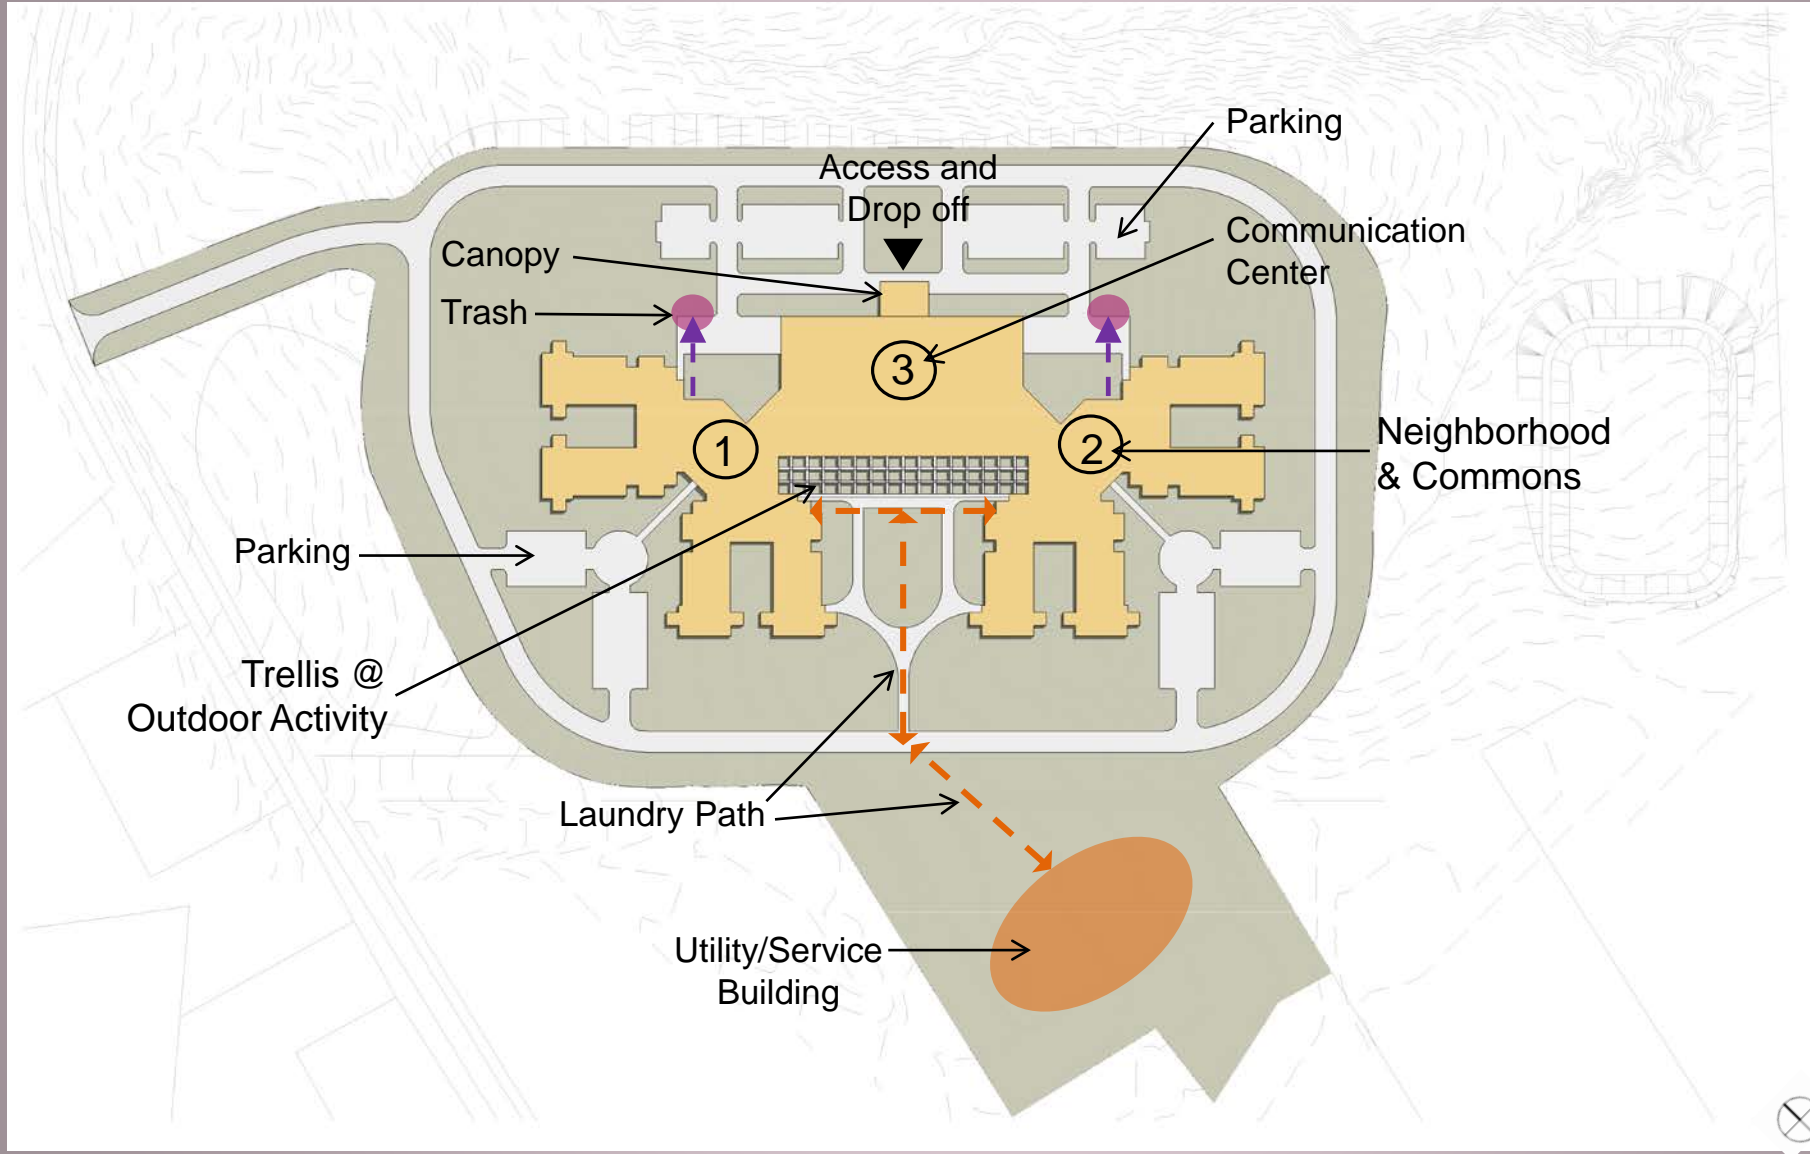 Parking
Access and
Drop off
Communication
Center
Canopy
Trash
3
1
2
Neighborhood
& Commons
Parking
Trellis @
Outdoor Activity
Laundry Path
Utility/Service
Building